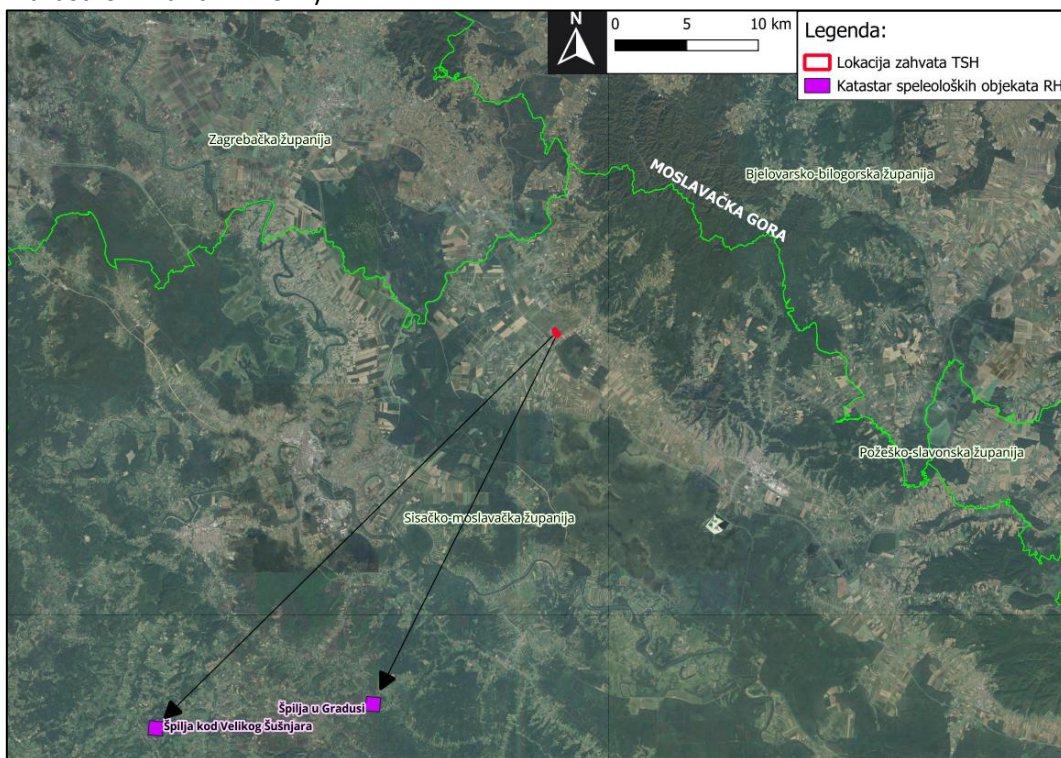 N
0 5 10 km
Legenda:
Lokacija zahvata TSH
Katastar speleoloških objekata RH
Zagrebačka županija
MOSLAVAČKA GORA
Bjelovarsko-bilogorska županija
Požeško-slavonska županija
Sisačko-moslavačka županija
Špilja u Gradusi
Špilja kod Velikog Šušnjara